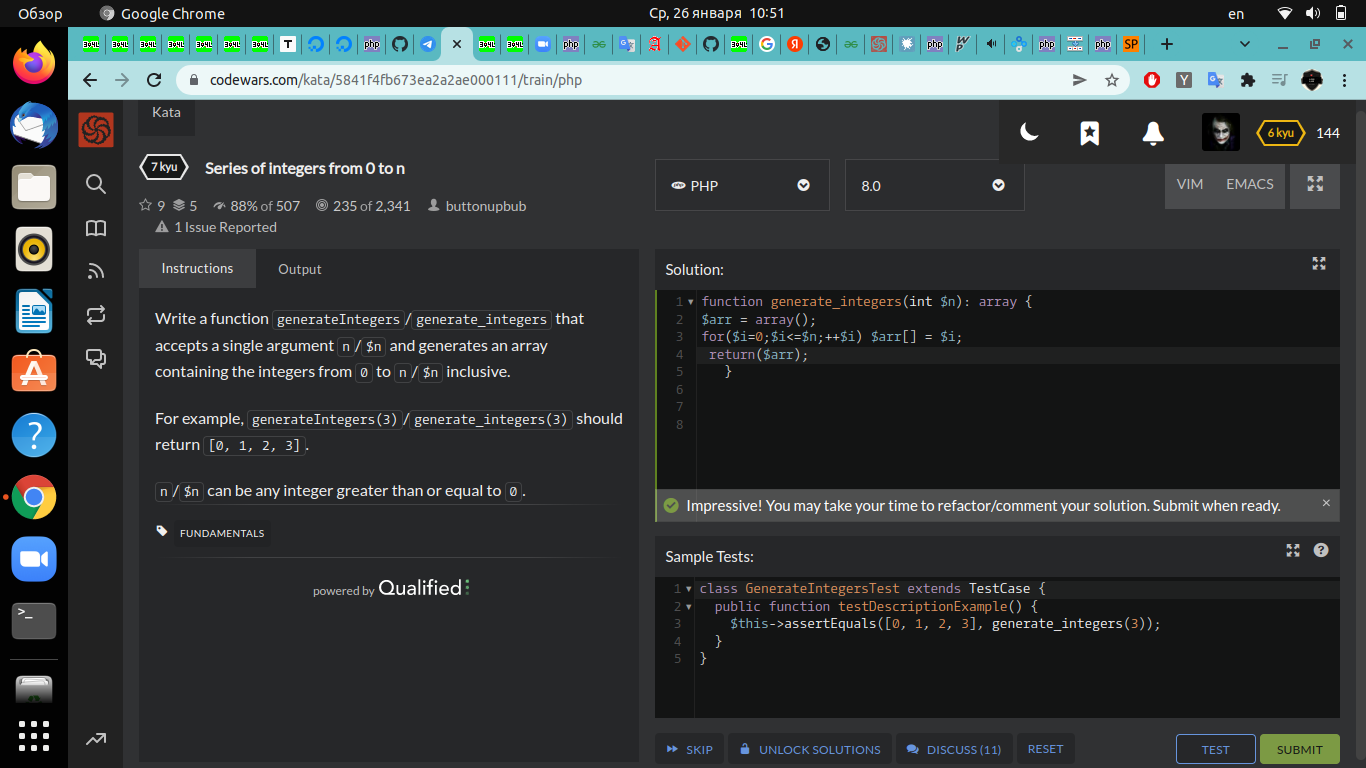 Обзор
Google Chrome
Ср, 26 января 10:51
en
codewars.com/kata/5841f4fb673ea2a2ae000111/train/php
Kata
6 kyu
144
7 kyu
Series of integers from 0 to n
9 5 88% of 507 235 of 2,341 buttonupbub
1 Issue Reported
PHP
8.0
VIM EMACS
Instructions
Output
Write a function generateIntegers/generate_integers that
accepts a single argument n/$n and generates an array
containing the integers from 0 to n/$n inclusive.
For example, generateIntegers(3)/generate_integers(3) should
return [0, 1, 2, 3].
n/$n can be any integer greater than or equal to 0.
FUNDAMENTALS
powered by Qualified
Solution:
1 function generate_integers(int $n): array {
2 $arr = array();
3 for($i=0;$i<=$n;++$i) $arr[] = $i;
4 return($arr);
5 }
6
7
8
Impressive! You may take your time to refactor/comment your solution. Submit when ready.
Sample Tests:
1 class GenerateIntegersTest extends TestCase {
2 public function testDescriptionExample() {
3 $this->assertEquals([0, 1, 2, 3], generate_integers(3));
4 }
5 }
SKIP
UNLOCK SOLUTIONS
DISCUSS (11)
RESET
TEST
SUBMIT